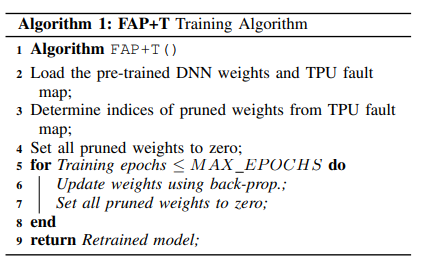 Algorithm 1: FAP+T Training Algorithm
1 Algorithm FAP+T()
2 Load the pre-trained DNN weights and TPU fault
map;
3 Determine indices of pruned weights from TPU fault
map;
4 Set all pruned weights to zero;
5 for Training epochs ≤ MAX_EPOCHS do
6 Update weights using back-prop.;
7 Set all pruned weights to zero;
8 end
9 return Retrained model;